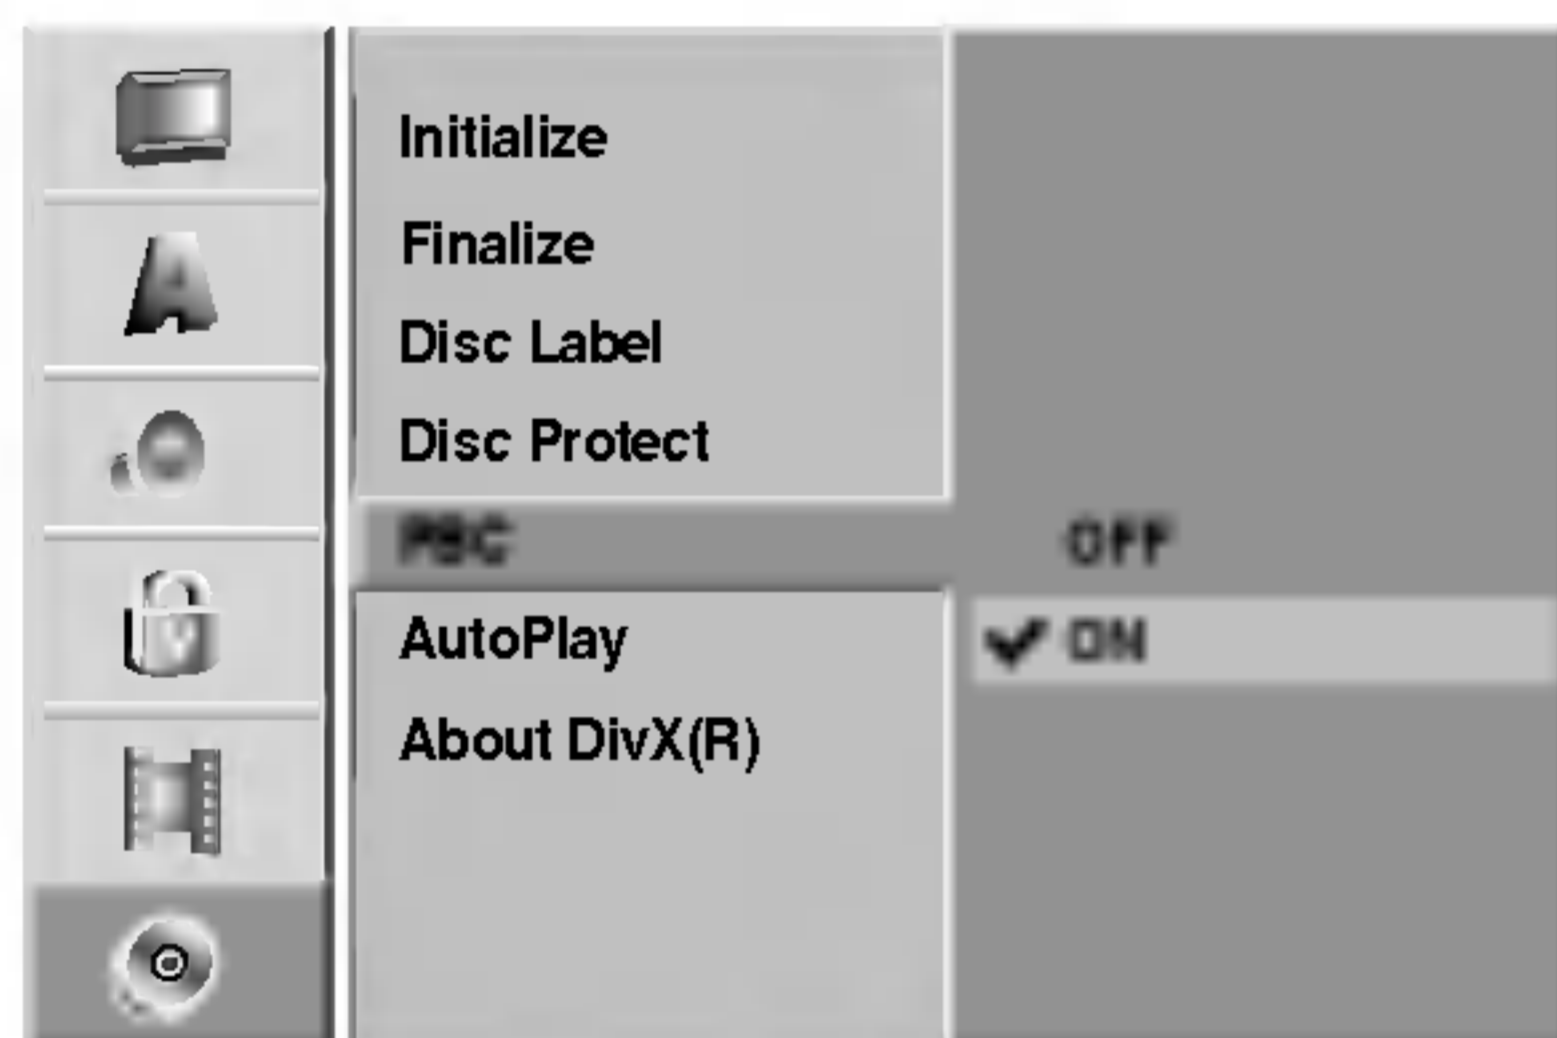 Initialize
Finalize
Disc Label
Disc Protect
PBC OFF
AutoPlay ON
About DivX(R)